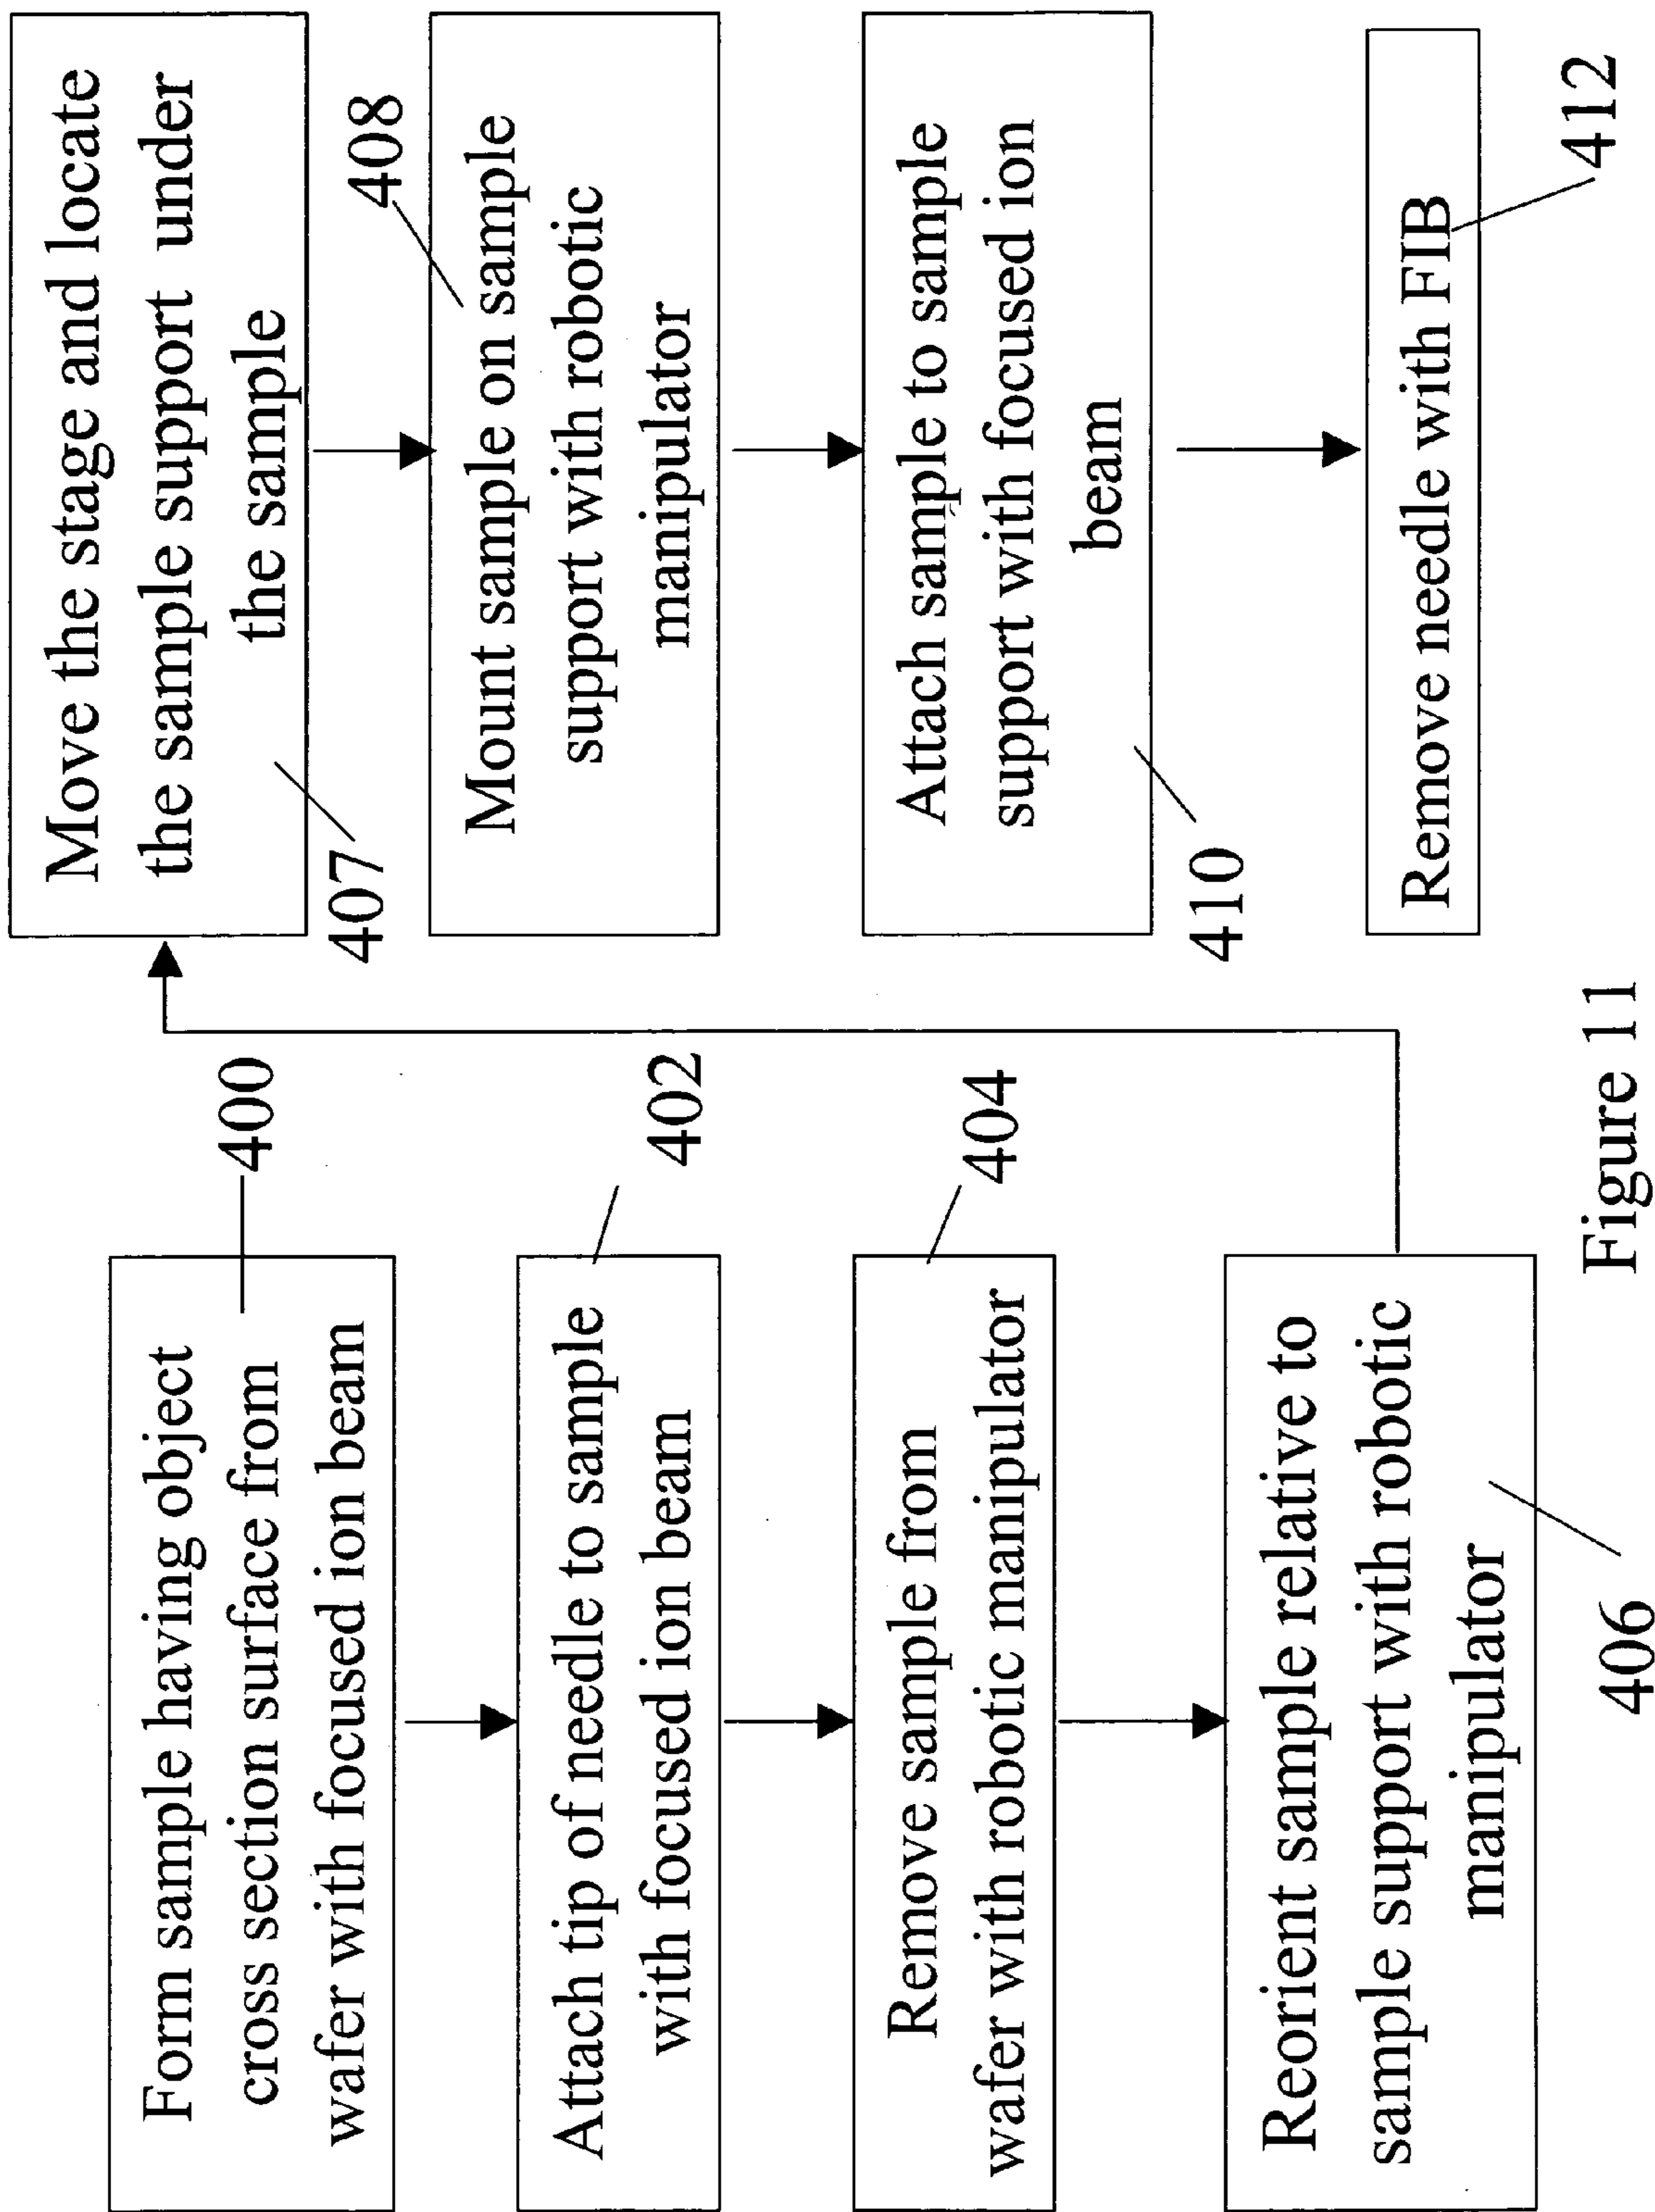 Form sample having object
cross section surface from
wafer with focused ion beam
400
Attach tip of needle to sample
with focused ion beam
402
Remove sample from
wafer with robotic manipulator
404
Reorient sample relative to
sample support with robotic
manipulator
406
Move the stage and locate
the sample support under
the sample
407
408
Mount sample on sample
support with robotic
manipulator
Attach sample to sample
support with focused ion
beam
410
Remove needle with FIB
412
Figure 11